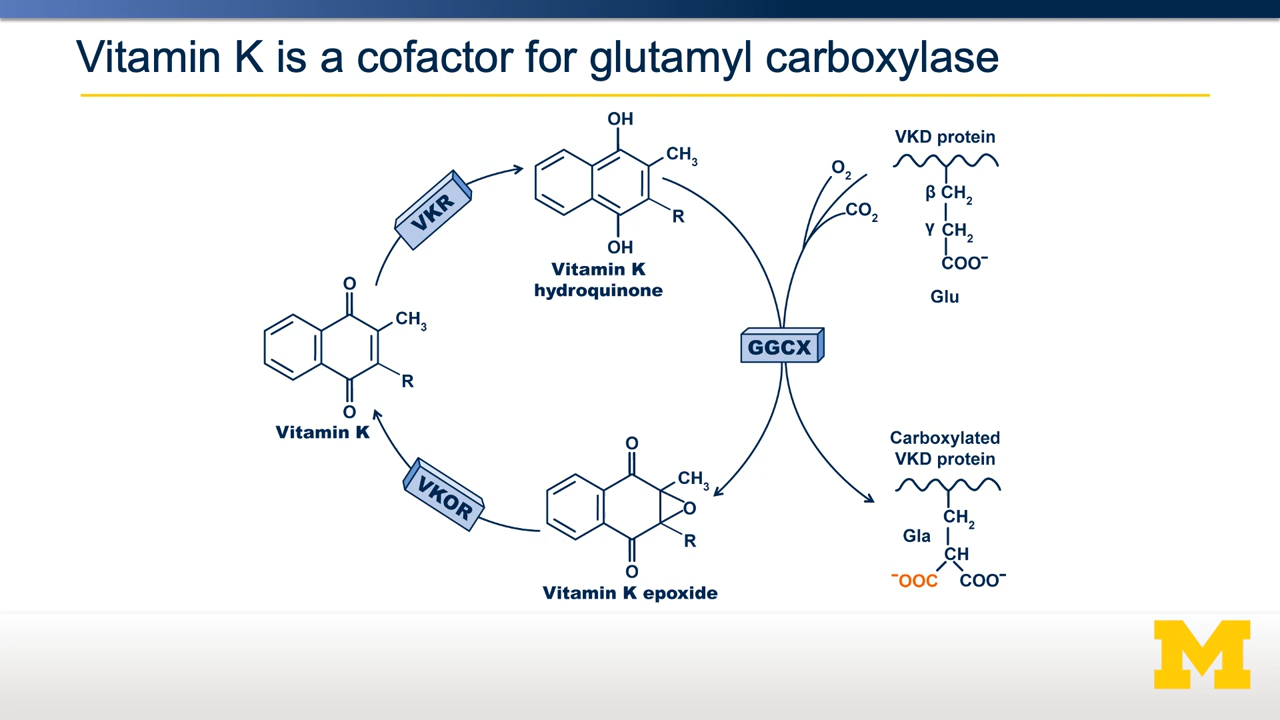 Vitamin K is a cofactor for glutamyl carboxylase
OH
CH₃
R
OH
Vitamin K
hydroquinone
VKR
O
CH₃
R
O
Vitamin K
VKOR
O
CH₃
O
R
O
Vitamin K epoxide
GGCX
O₂
CO₂
VKD protein
β CH₂
γ CH₂
COO⁻
Glu
Carboxylated
VKD protein
CH₂
Gla
CH
⁻OOC COO⁻
M